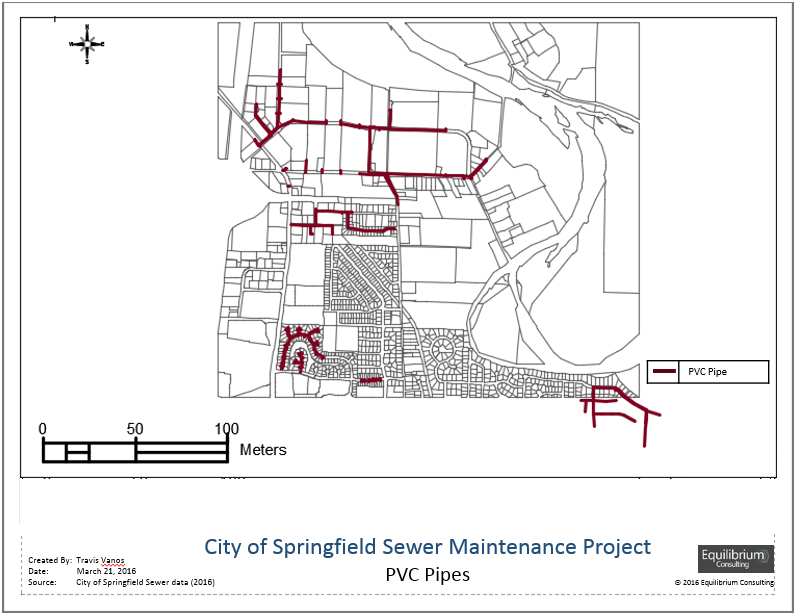 N
W E
S
PVC Pipe
0 50 100
Meters
City of Springfield Sewer Maintenance Project
PVC Pipes
Created By: Travis Vanos
Date: March 21, 2016
Source: City of Springfield Sewer data (2016)
Equilibrium
Consulting
© 2016 Equilibrium Consulting